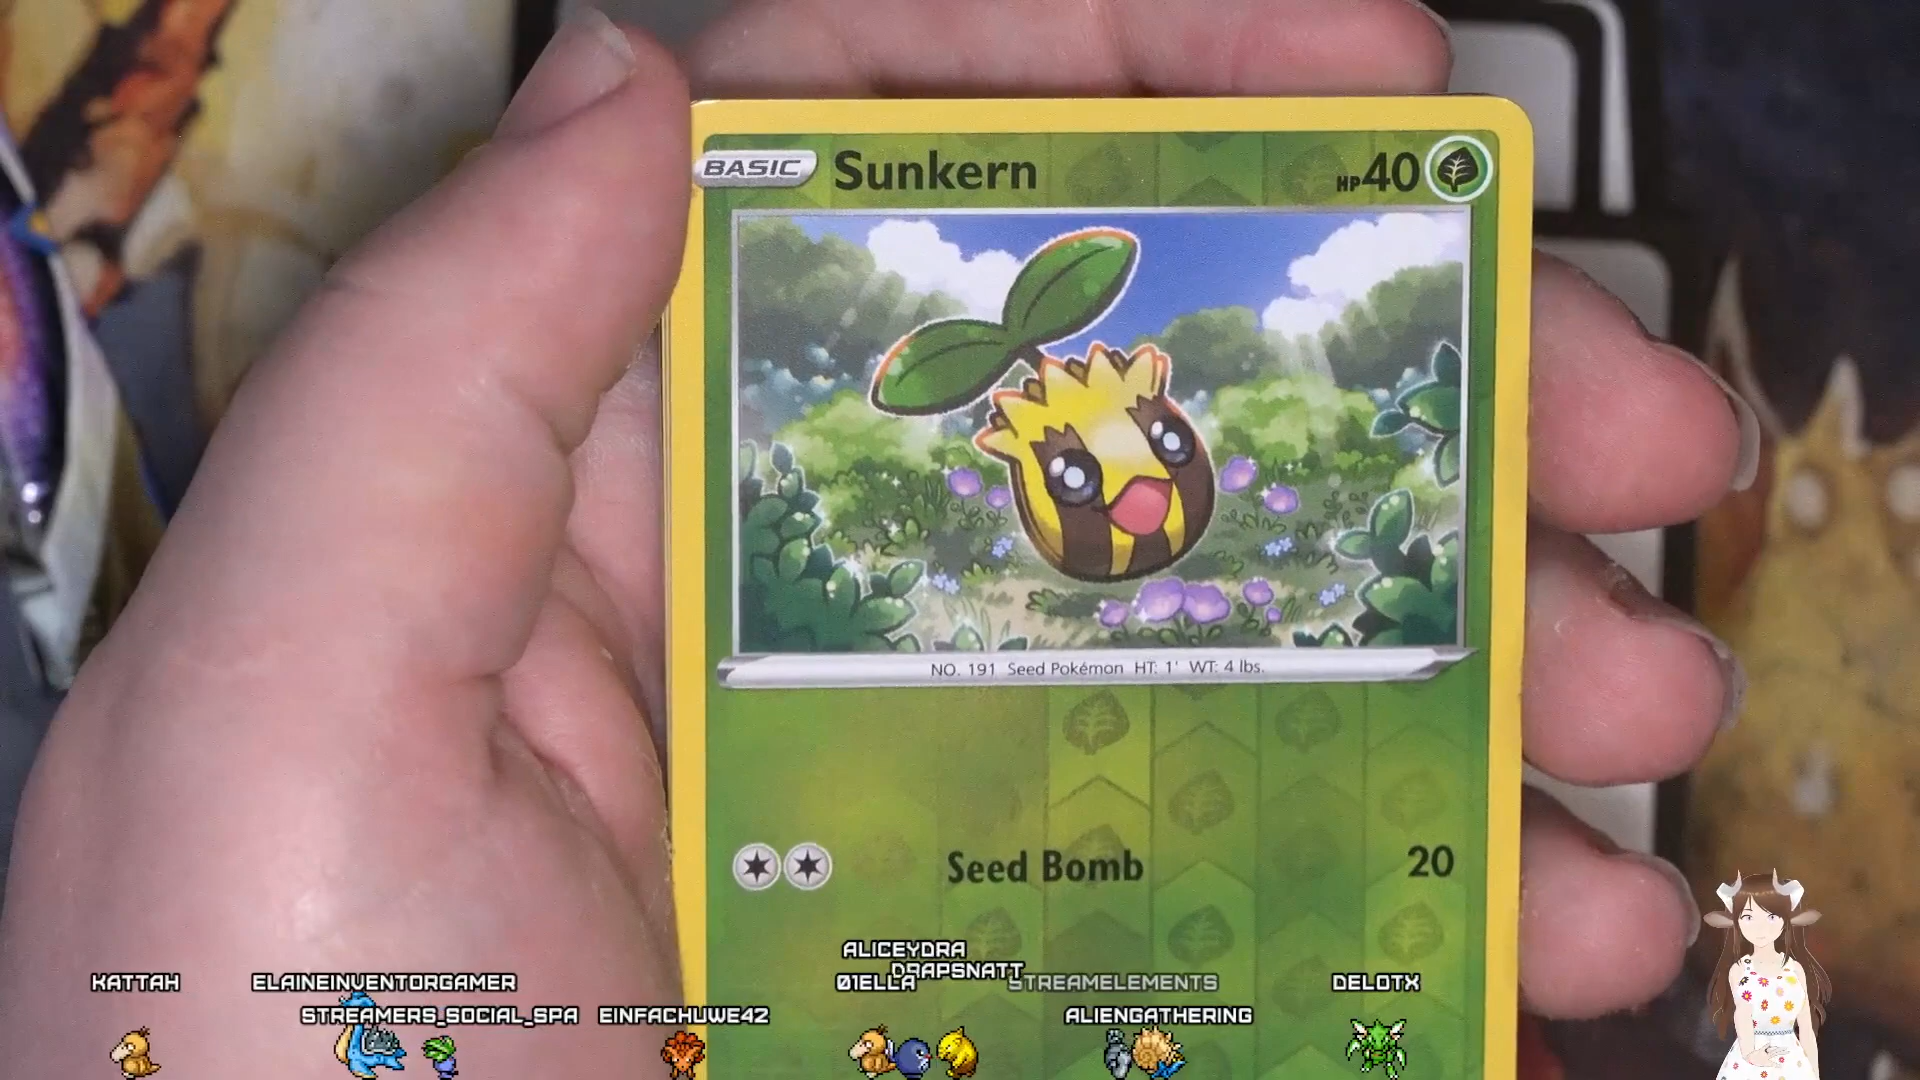 BASIC Sunkern HP40
NO. 191 Seed Pokémon HT: 1' WT: 4 lbs.
Seed Bomb 20
ALICEYDRA
DRAPSNATT
KATTAH ELAINEINVENTORGAMER Ø1ELLA STREAMELEMENTS DELOTX
STREAMERS_SOCIAL_SPA EINFACHUWE42 ALIENGATHERING